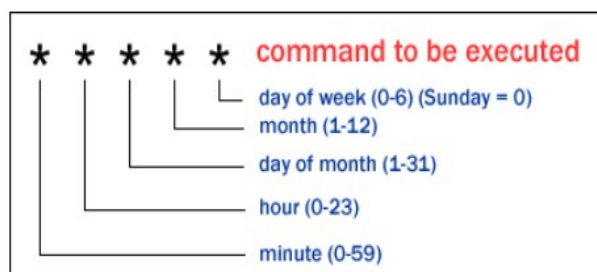 * * * * * command to be executed
day of week (0-6) (Sunday = 0)
month (1-12)
day of month (1-31)
hour (0-23)
minute (0-59)